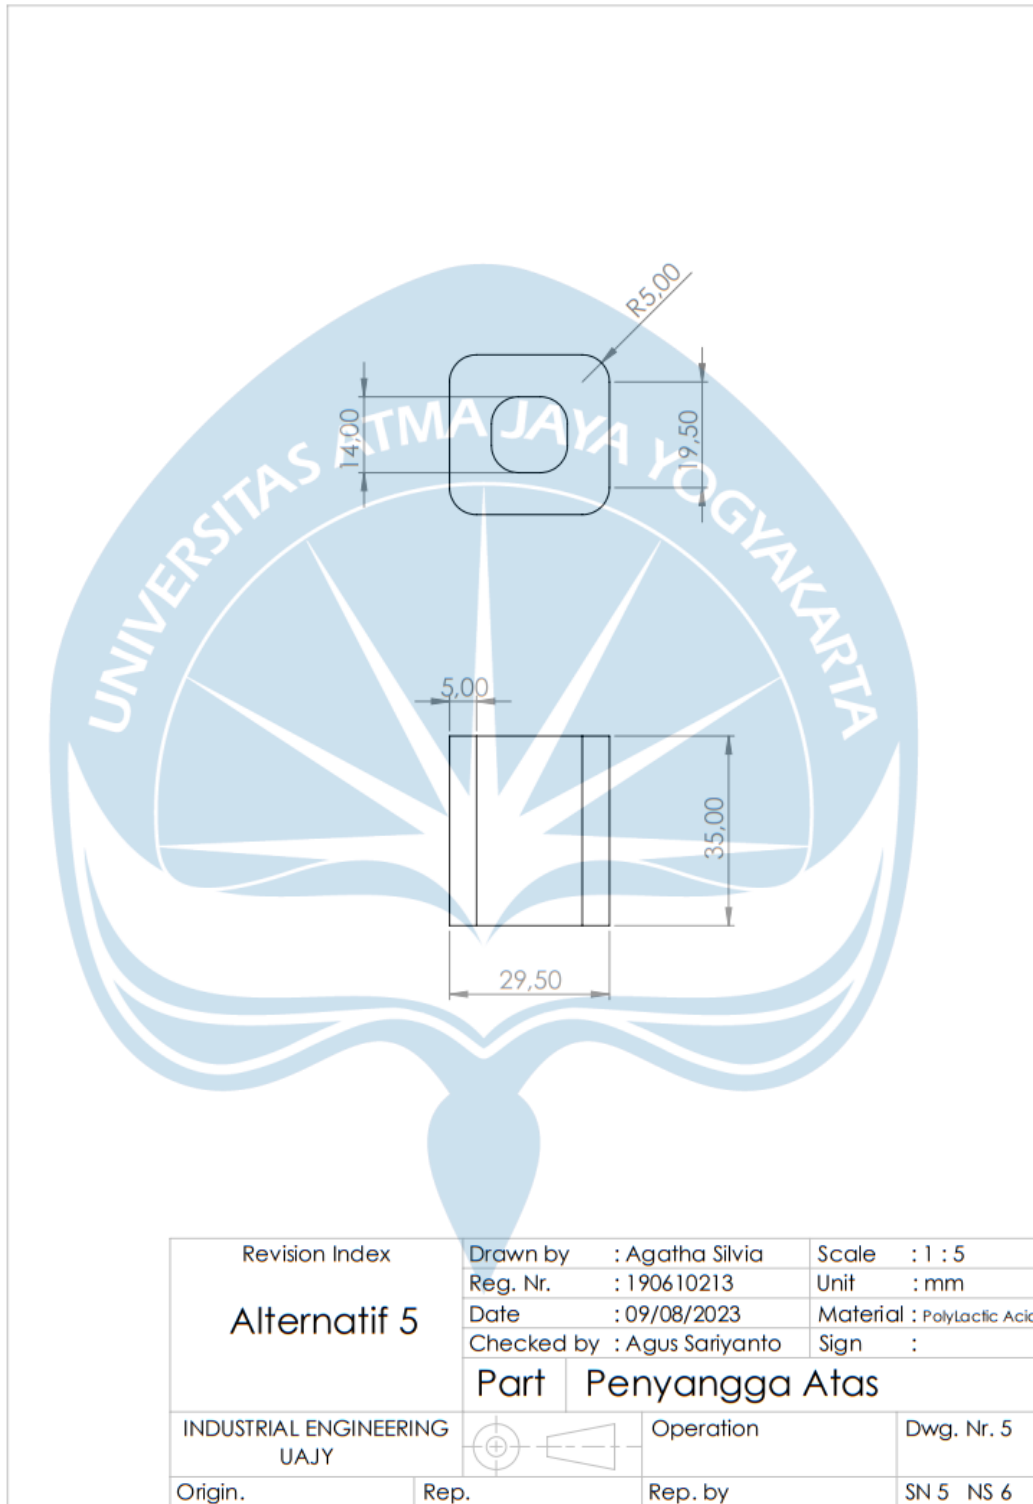 R5,00
14,00
19,50
UNIVERSITAS ATMA JAYA YOGYAKARTA
5,00
35,00
29,50
Revision Index
Alternatif 5
Drawn by : Agatha Silvia
Scale : 1 : 5
Reg. Nr. : 190610213
Unit : mm
Date : 09/08/2023
Material : PolyLactic Acid
Checked by : Agus Sariyanto
Sign :
Part Penyangga Atas
INDUSTRIAL ENGINEERING
UAJY
Operation
Dwg. Nr. 5
Origin.
Rep.
Rep. by
SN 5 NS 6